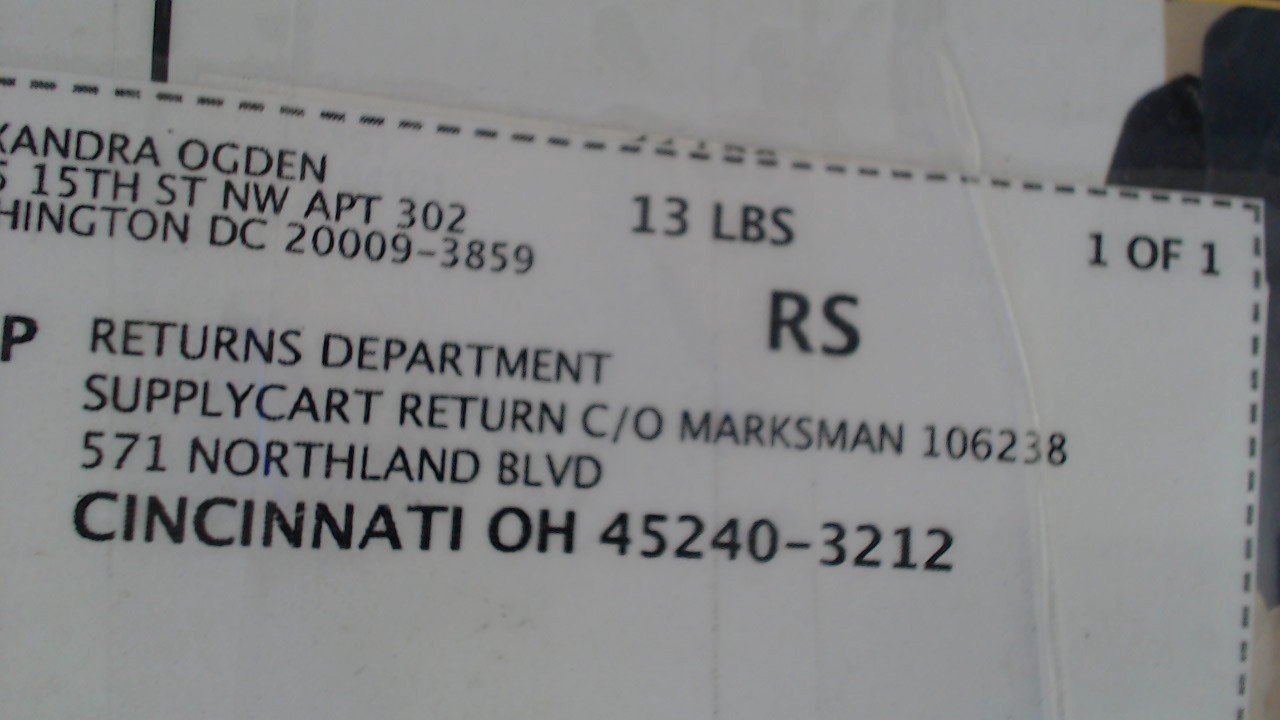 XANDRA OGDEN
5 15TH ST NW APT 302
HINGTON DC 20009-3859
13 LBS
1 OF 1
RS
P RETURNS DEPARTMENT
SUPPLYCART RETURN C/O MARKSMAN 106238
571 NORTHLAND BLVD
CINCINNATI OH 45240-3212